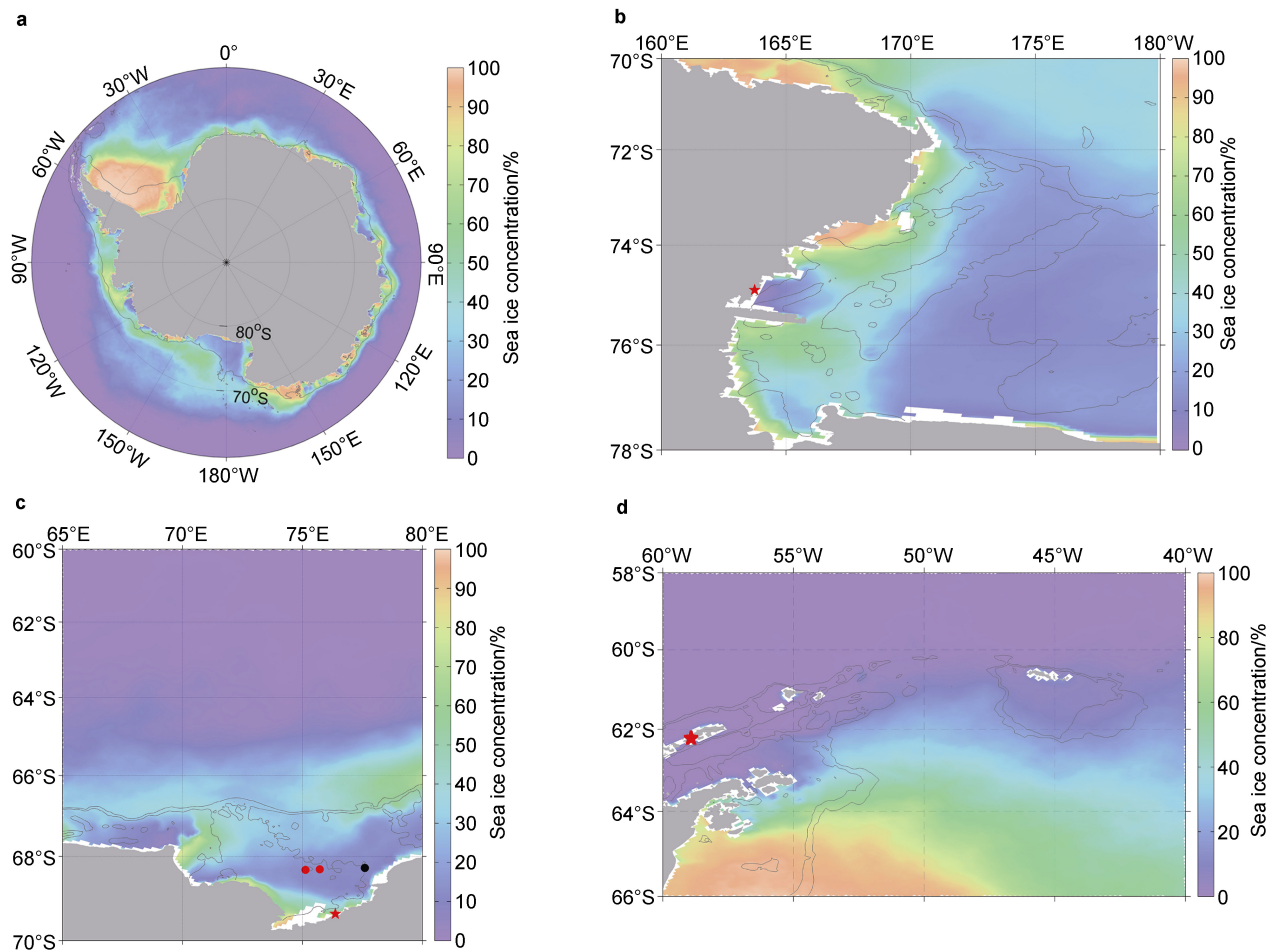 a
0°
30°W
30°E
60°W
60°E
90°W
90°E
120°W
120°E
150°W
150°E
180°W
80°S
70°S
100
90
80
70
60
50
40
30
20
10
0
Sea ice concentration/%
b
160°E
165°E
170°E
175°E
180°W
70°S
72°S
74°S
76°S
78°S
100
90
80
70
60
50
40
30
20
10
0
Sea ice concentration/%
c
65°E
70°E
75°E
80°E
60°S
62°S
64°S
66°S
68°S
70°S
100
90
80
70
60
50
40
30
20
10
0
Sea ice concentration/%
d
60°W
55°W
50°W
45°W
40°W
58°S
60°S
62°S
64°S
66°S
100
80
60
40
20
0
Sea ice concentration/%